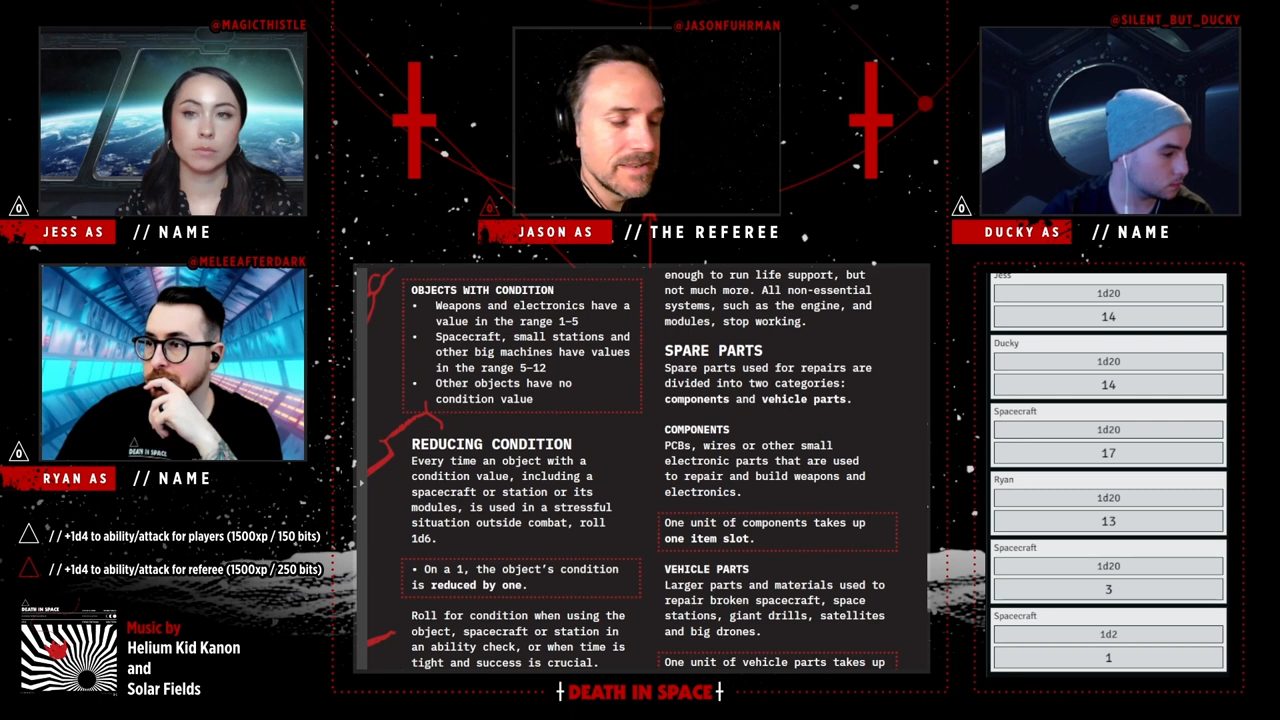 @MAGICTHISTLE
@JASONFUHRMAN
@SILENT_BUT_DUCKY
0
0
0
JESS AS // NAME
JASON AS // THE REFEREE
DUCKY AS // NAME
@MELEEAFTERDARK
DEATH IN SPACE
0
RYAN AS // NAME
// +1d4 to ability/attack for players (1500xp / 150 bits)
// +1d4 to ability/attack for referee (1500xp / 250 bits)
DEATH IN SPACE
Music by
Helium Kid Kanon
and
Solar Fields
OBJECTS WITH CONDITION
• Weapons and electronics have a
value in the range 1–5
• Spacecraft, small stations and
other big machines have values
in the range 5–12
• Other objects have no
condition value
REDUCING CONDITION
Every time an object with a
condition value, including a
spacecraft or station or its
modules, is used in a stressful
situation outside combat, roll
1d6.
• On a 1, the object's condition
is reduced by one.
Roll for condition when using the
object, spacecraft or station in
an ability check, or when time is
tight and success is crucial.
enough to run life support, but
not much more. All non-essential
systems, such as the engine, and
modules, stop working.
SPARE PARTS
Spare parts used for repairs are
divided into two categories:
components and vehicle parts.
COMPONENTS
PCBs, wires or other small
electronic parts that are used
to repair and build weapons and
electronics.
One unit of components takes up
one item slot.
VEHICLE PARTS
Larger parts and materials used to
repair broken spacecraft, space
stations, giant drills, satellites
and big drones.
One unit of vehicle parts takes up
DEATH IN SPACE
Jess
1d20
14
Ducky
1d20
14
Spacecraft
1d20
17
Ryan
1d20
13
Spacecraft
1d20
3
Spacecraft
1d2
1